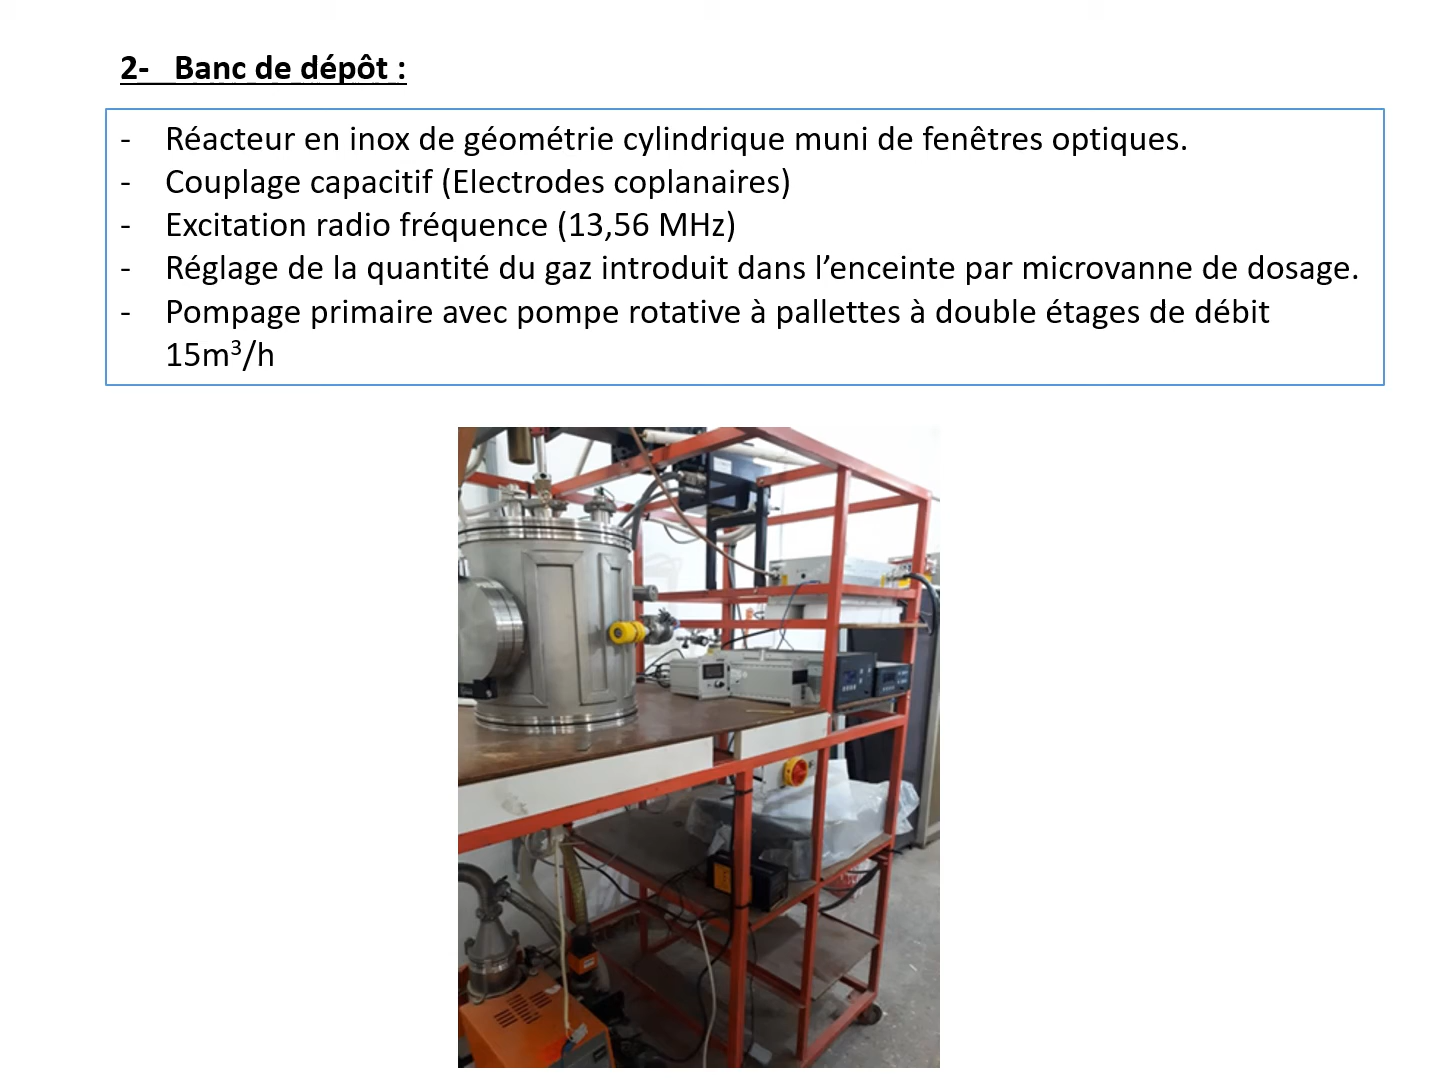 2- Banc de dépôt :
- Réacteur en inox de géométrie cylindrique muni de fenêtres optiques.
- Couplage capacitif (Electrodes coplanaires)
- Excitation radio fréquence (13,56 MHz)
- Réglage de la quantité du gaz introduit dans l’enceinte par microvanne de dosage.
- Pompage primaire avec pompe rotative à pallettes à double étages de débit
15m³/h